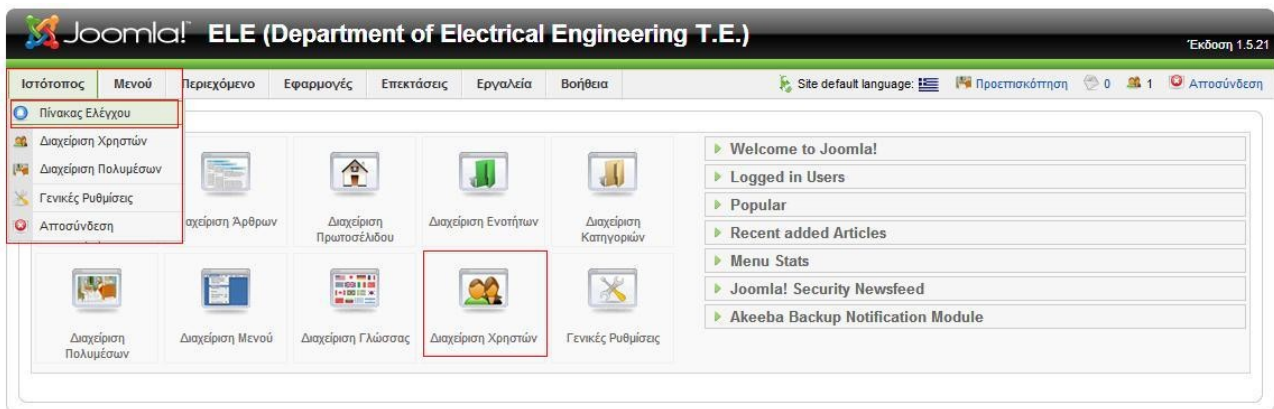 Joomla! ELE (Department of Electrical Engineering T.E.)
Έκδοση 1.5.21
Ιστότοπος Μενού Περιεχόμενο Εφαρμογές Επεκτάσεις Εργαλεία Βοήθεια Site default language: Προεπισκόπηση 0 1 Αποσύνδεση
Πίνακας Ελέγχου
Διαχείριση Χρηστών
Διαχείριση Πολυμέσων
Γενικές Ρυθμίσεις
Αποσύνδεση
αχείριση Άρθρων
Διαχείριση
Πρωτοσέλιδου
Διαχείριση Ενοτήτων
Διαχείριση
Κατηγοριών
Διαχείριση
Πολυμέσων
Διαχείριση Μενού
Διαχείριση Γλώσσας
Διαχείριση Χρηστών
Γενικές Ρυθμίσεις
Welcome to Joomla!
Logged in Users
Popular
Recent added Articles
Menu Stats
Joomla! Security Newsfeed
Akeeba Backup Notification Module